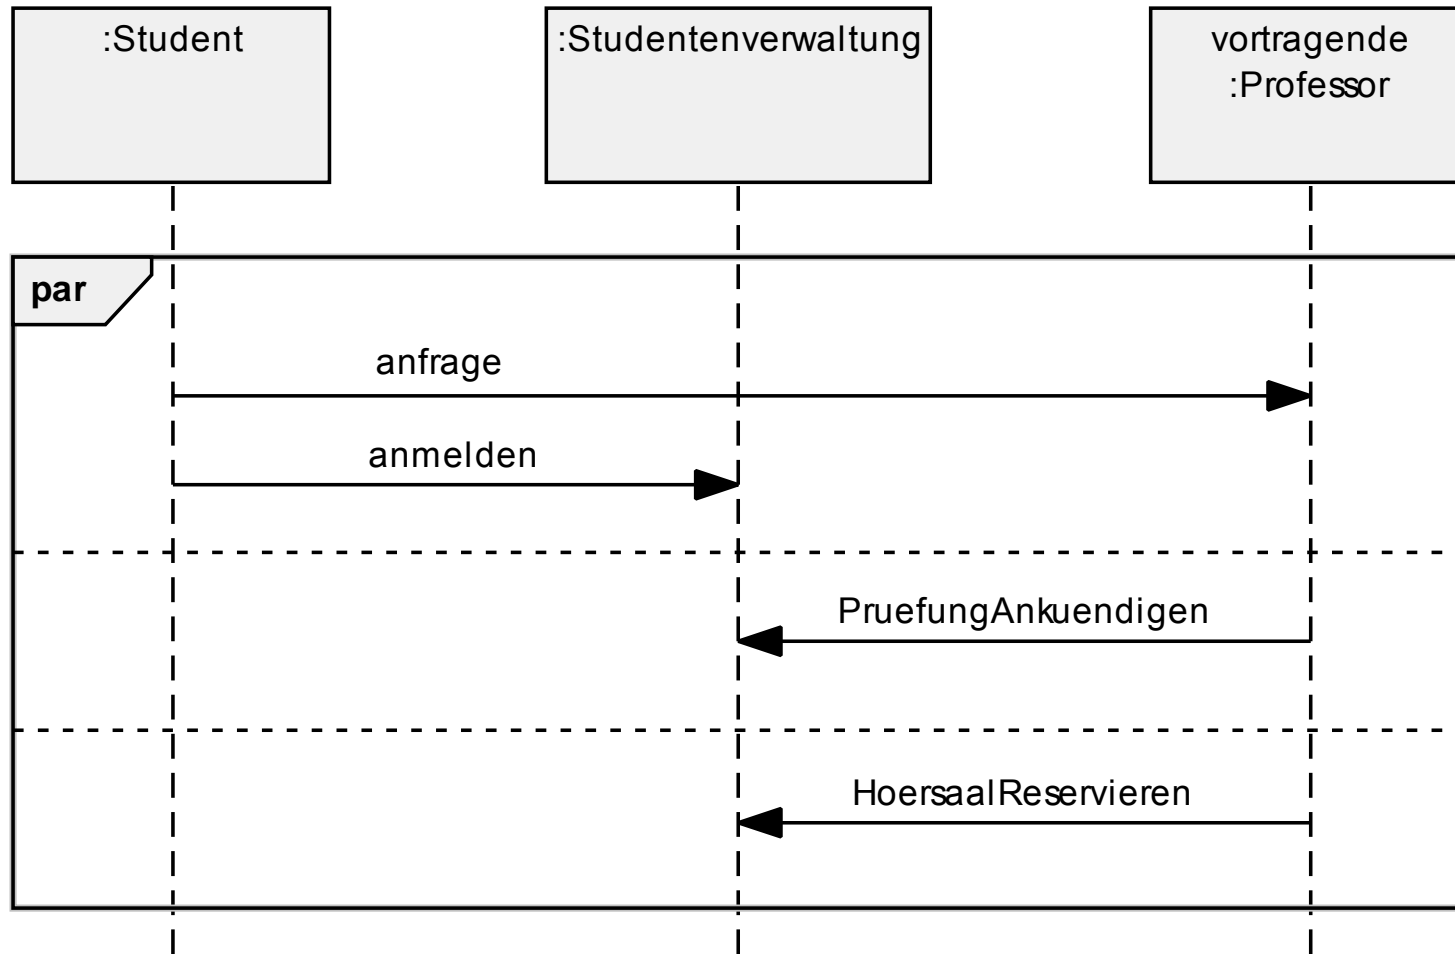 :Student
:Studentenverwaltung
vortragende
:Professor
par
anfrage
anmelden
PruefungAnkuendigen
HoersaalReservieren